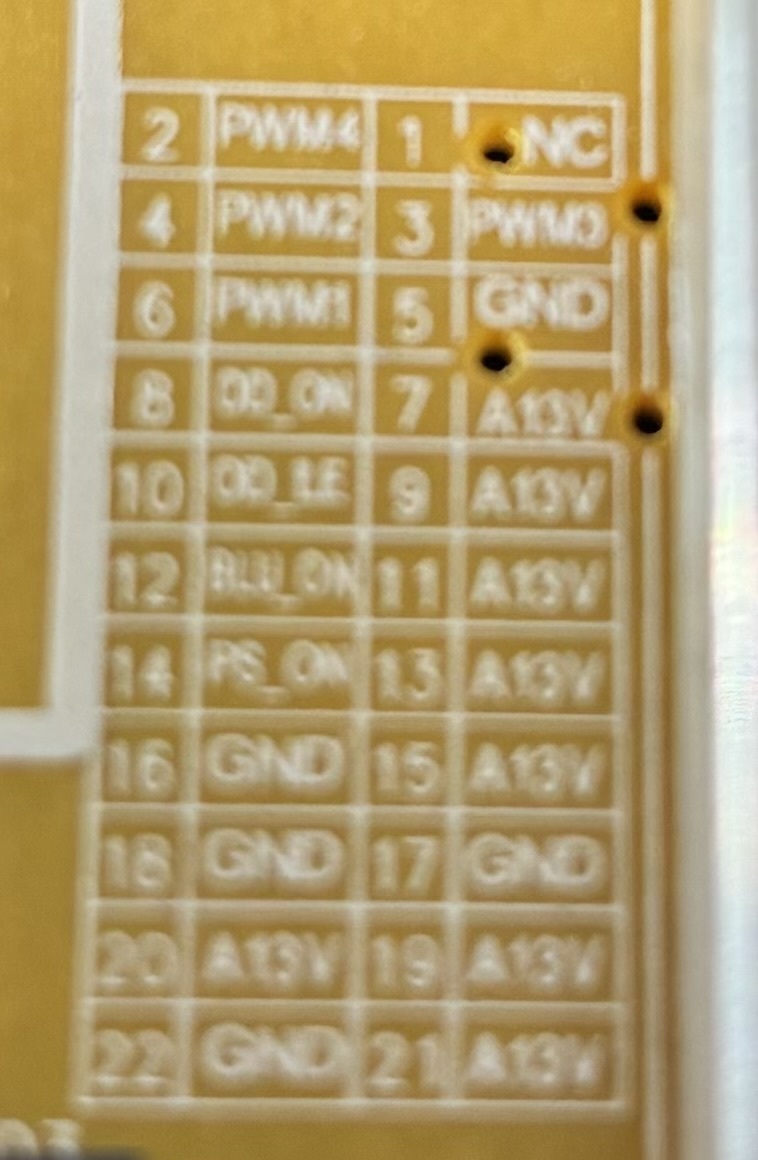 2 PWM4 1 NC
4 PWM2 3 PWM3
6 PWM1 5 GND
8 DD_ON 7 A13V
10 DD_LE 9 A13V
12 BLU_ON 11 A13V
14 PS_ON 13 A13V
16 GND 15 A13V
18 GND 17 GND
20 A13V 19 A13V
22 GND 21 A13V